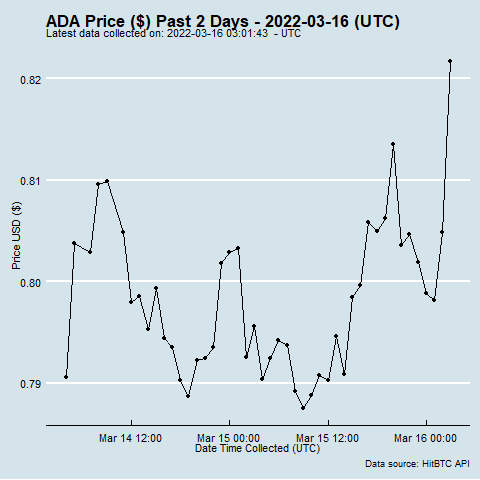 ADA Price ($) Past 2 Days - 2022-03-16 (UTC)
Latest data collected on: 2022-03-16 03:01:43 - UTC
0.82
0.81
0.80
0.79
Price USD ($)
Mar 14 12:00 Mar 15 00:00 Mar 15 12:00 Mar 16 00:00
Date Time Collected (UTC)
Data source: HitBTC API